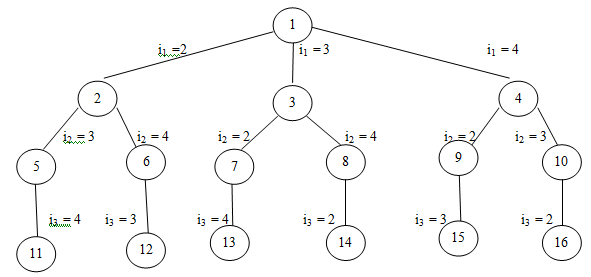 1
i₁ =2
i₁ = 3
i₁ = 4
2
3
4
i₂ = 3
i₂ = 4
i₂ = 2
i₂ = 4
i₂ = 2
i₂ = 3
5
6
7
8
9
10
i₃ = 4
i₃ = 3
i₃ = 4
i₃ = 2
i₃ = 3
i₃ = 2
11
12
13
14
15
16